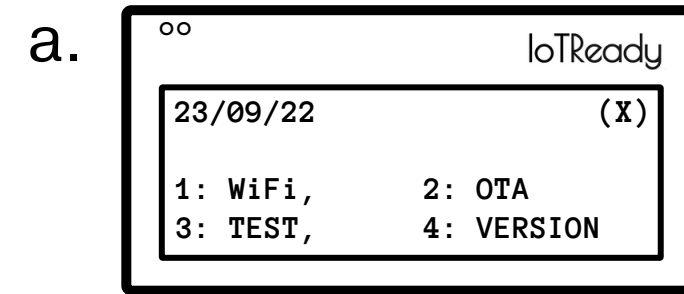 a.
oo
IoTReady
23/09/22 (X)
1: WiFi, 2: OTA
3: TEST, 4: VERSION